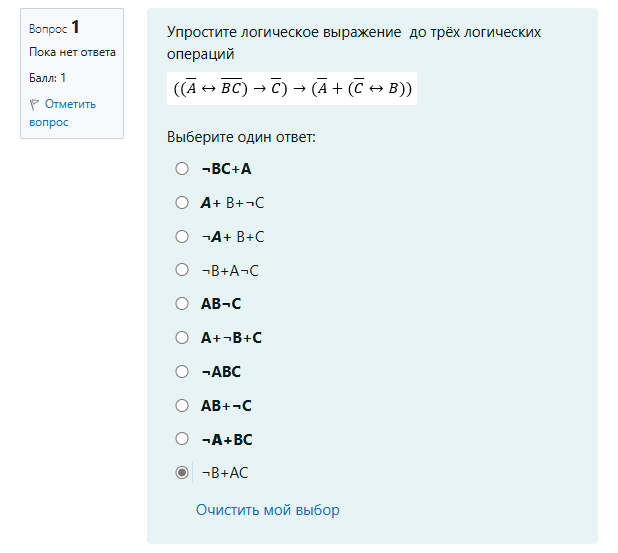 Вопрос 1
Пока нет ответа
Балл: 1
Отметить
вопрос
Упростите логическое выражение до трёх логических
операций
((A̅ ↔ B̅C̅) → C̅) → (A̅ + (C̅ ↔ B))
Выберите один ответ:
¬BC+A
A+ B+¬C
¬A+ B+C
¬B+A¬C
AB¬C
A+¬B+C
¬ABC
AB+¬C
¬A+BC
¬B+AC
Очистить мой выбор